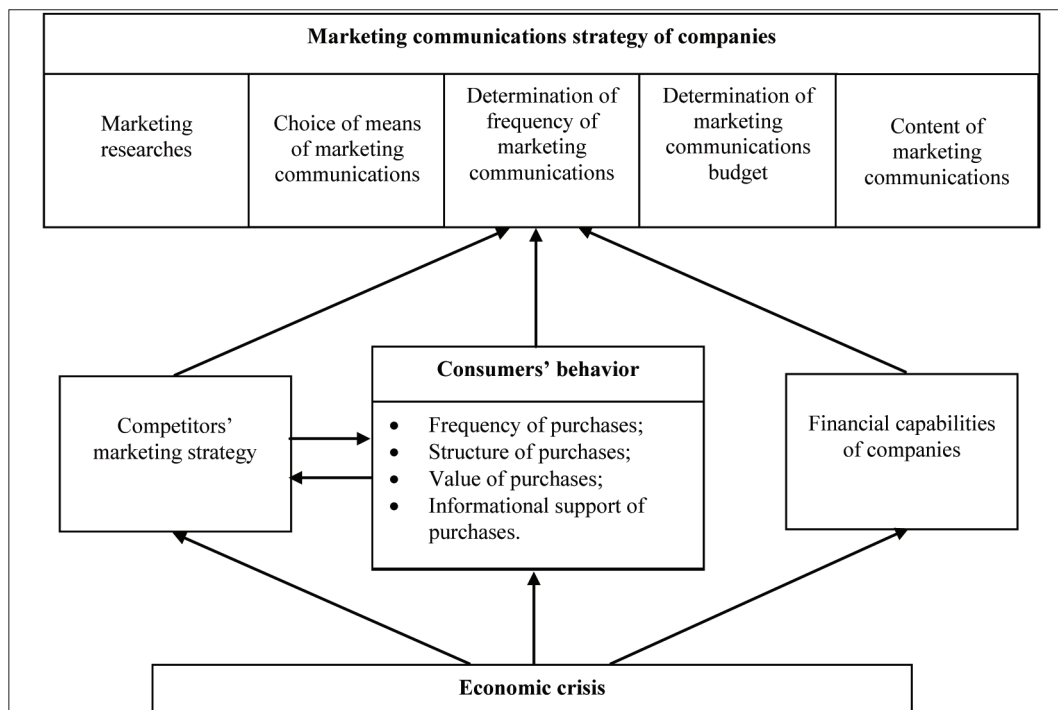 Marketing communications strategy of companies
Marketing
researches
Choice of means
of marketing
communications
Determination of
frequency of
marketing
communications
Determination of
marketing
communications
budget
Content of
marketing
communications
Competitors’
marketing strategy
Consumers’ behavior
• Frequency of purchases;
• Structure of purchases;
• Value of purchases;
• Informational support of
purchases.
Financial capabilities
of companies
Economic crisis